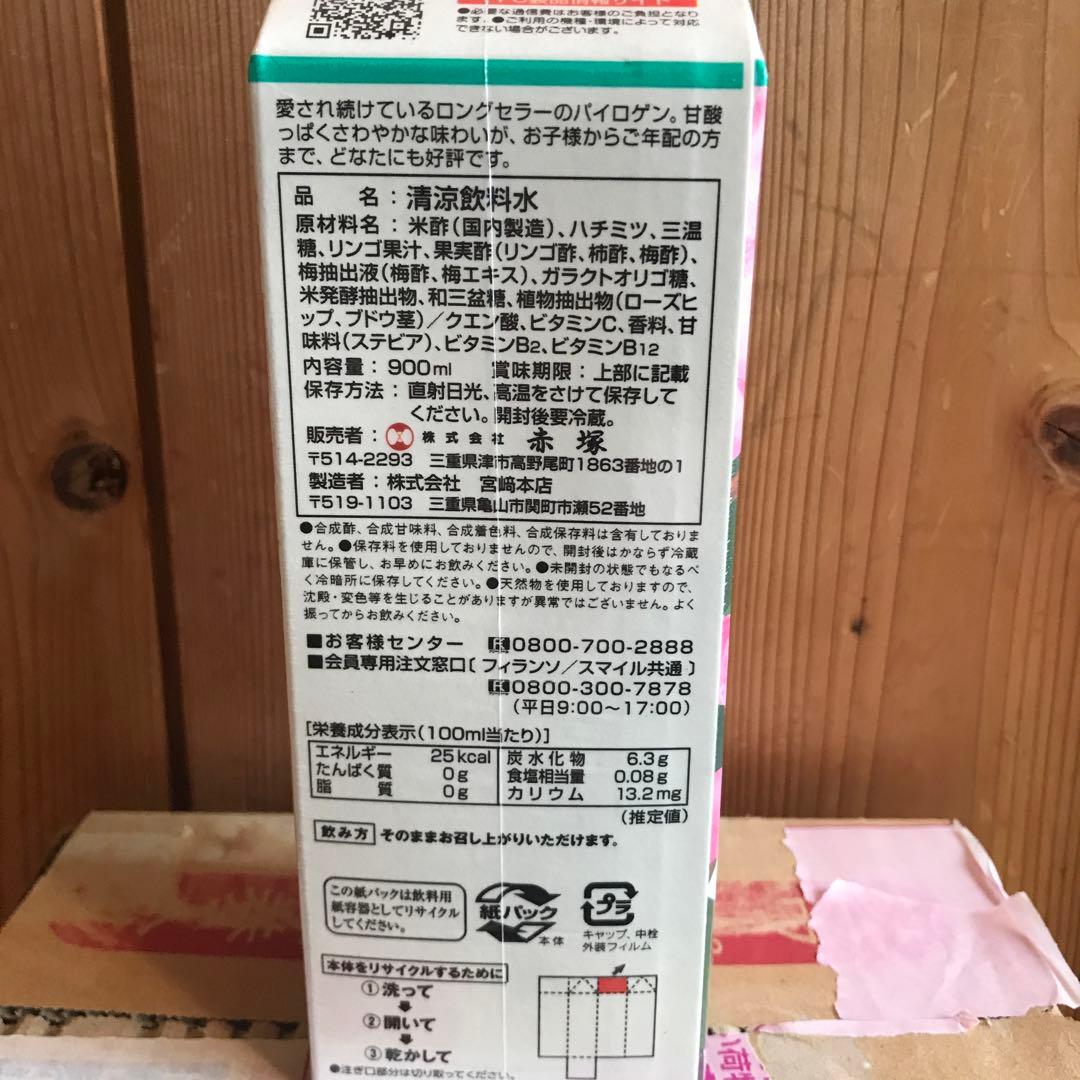 ●必要な通信費はお客様のご負担となり
ます。●ご利用の機種・環境によって対応
できない場合がございます。
愛され続けているロングセラーのパイロゲン。甘酸
っぱくさわやかな味わいが、お子様からご年配の方
まで、どなたにも好評です。
品名：清涼飲料水
原材料名：米酢（国内製造）、ハチミツ、三温
糖、リンゴ果汁、果実酢（リンゴ酢、柿酢、梅酢）、
梅抽出液（梅酢、梅エキス）、ガラクトオリゴ糖、
米発酵抽出物、和三盆糖、植物抽出物（ローズヒ
ップ、ブドウ茎）／クエン酸、ビタミンC、香料、甘
味料（ステビア）、ビタミンB2、ビタミンB12
内容量：900ml 賞味期限：上部に記載
保存方法：直射日光、高温をさけて保存して
ください。開封後要冷蔵。
販売者：株式会社 赤塚
〒514-2293 三重県津市高野尾町1863番地の1
製造者：株式会社 宮﨑本店
〒519-1103 三重県亀山市関町市瀬52番地
●合成酢、合成甘味料、合成着色料、合成保存料は含有しておりま
せん。●保存料を使用しておりませんので、開封後はかならず冷蔵
庫に保管し、お早めにお飲みください。●未開封の状態でもなるべ
く冷暗所に保存してください。●天然物を使用しておりますので、
沈殿・変色等を生じることがありますが異常ではございません。よく
振ってからお飲みください。
■お客様センター 0800-700-2888
■会員専用注文窓口〔フィランソ／スマイル共通〕
0800-300-7878
（平日9:00～17:00）
［栄養成分表示（100ml当たり）］
エネルギー 25kcal 炭水化物 6.3g
たんぱく質 0g 食塩相当量 0.08g
脂質 0g カリウム 13.2mg
（推定値）
飲み方 そのままお召し上がりいただけます。
この紙パックは飲料用
紙容器としてリサイクル
してください。
紙パック
本体
プラ
キャップ、中栓
外装フィルム
本体をリサイクルするために
①洗って
②開いて
③乾かして
●注ぎ口部分は切り取ってください。
荷